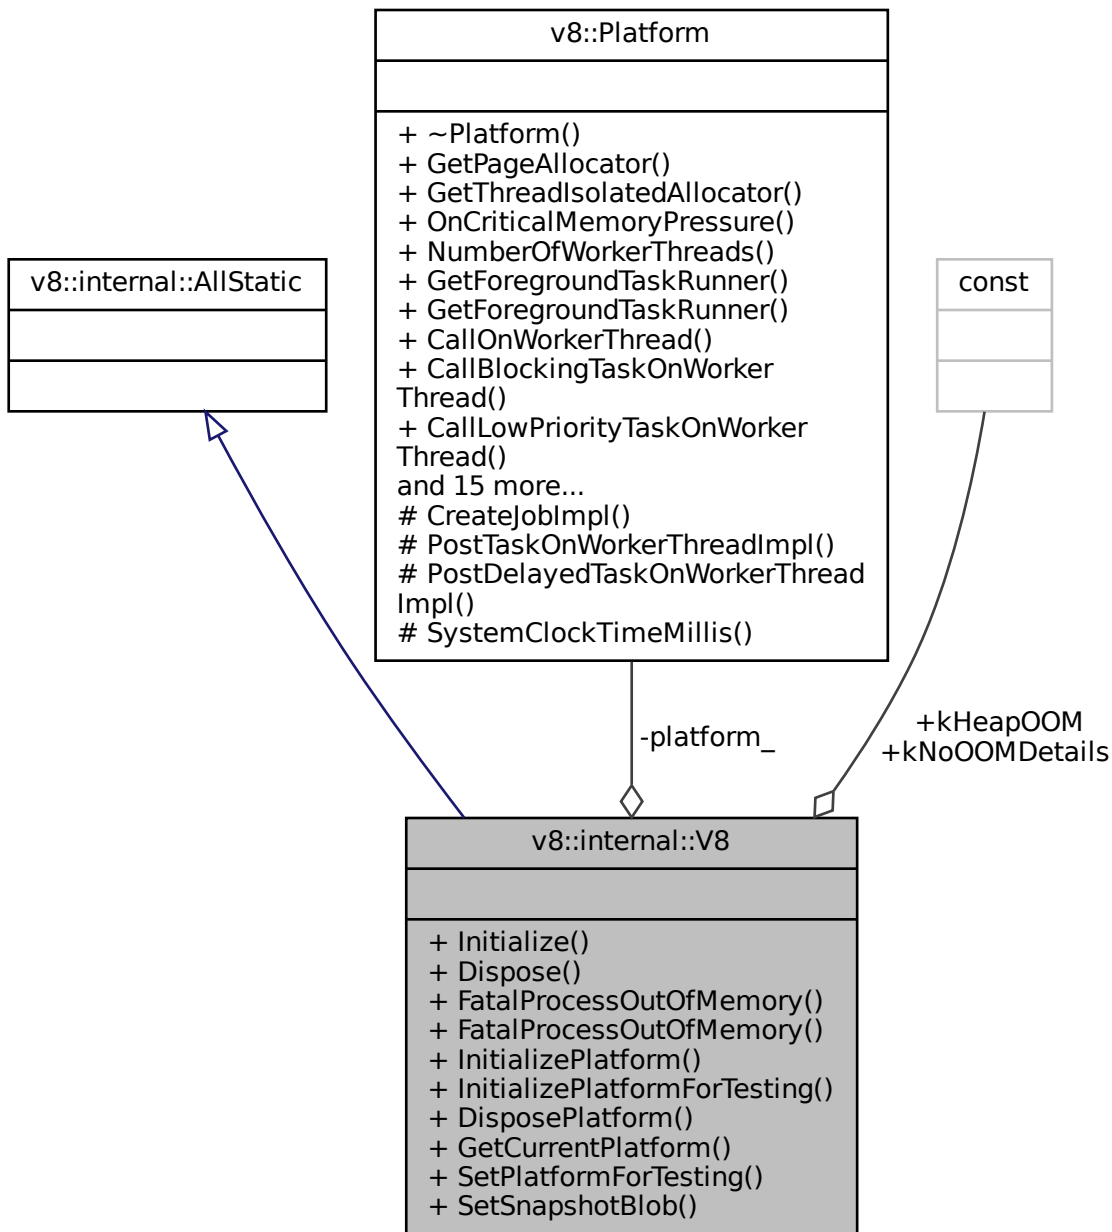 v8::Platform
+ ~Platform()
+ GetPageAllocator()
+ GetThreadIsolatedAllocator()
+ OnCriticalMemoryPressure()
+ NumberOfWorkerThreads()
+ GetForegroundTaskRunner()
+ GetForegroundTaskRunner()
+ CallOnWorkerThread()
+ CallBlockingTaskOnWorker
Thread()
+ CallLowPriorityTaskOnWorker
Thread()
and 15 more...
# CreateJobImpl()
# PostTaskOnWorkerThreadImpl()
# PostDelayedTaskOnWorkerThread
Impl()
# SystemClockTimeMillis()
v8::internal::AllStatic
const
-platform_
+kHeapOOM
+kNoOOMDetails
v8::internal::V8
+ Initialize()
+ Dispose()
+ FatalProcessOutOfMemory()
+ FatalProcessOutOfMemory()
+ InitializePlatform()
+ InitializePlatformForTesting()
+ DisposePlatform()
+ GetCurrentPlatform()
+ SetPlatformForTesting()
+ SetSnapshotBlob()